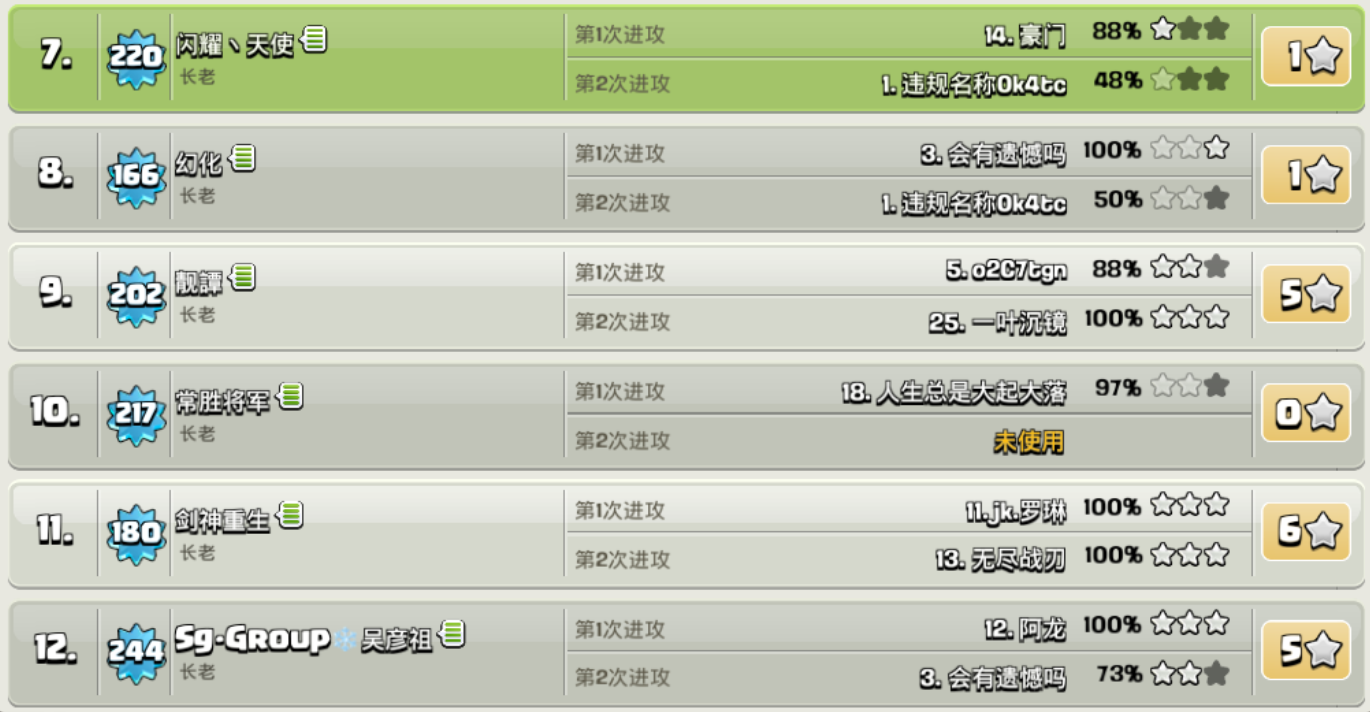 7. 220 闪耀丶天使 第1次进攻 14. 豪门 88% 1
长老 第2次进攻 1. 违规名称0k4tc 48%
8. 166 幻化 第1次进攻 3. 会有遗憾吗 100% 1
长老 第2次进攻 1. 违规名称0k4tc 50%
9. 202 靓譚 第1次进攻 5. o2C7tgn 88% 5
长老 第2次进攻 25. 一叶沉镜 100%
10. 217 常胜将军 第1次进攻 18. 人生总是大起大落 97% 0
长老 第2次进攻 未使用
11. 180 剑神重生 第1次进攻 11. jk.罗琳 100% 6
长老 第2次进攻 13. 无尽战刃 100%
12. 244 Sg·Group❄吴彦祖 第1次进攻 12. 阿龙 100% 5
长老 第2次进攻 3. 会有遗憾吗 73%